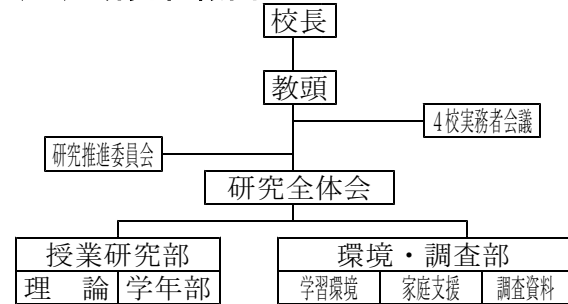 校長
教頭
4校実務者会議
研究推進委員会
研究全体会
授業研究部
環境・調査部
理　論
学年部
学習環境
家庭支援
調査資料